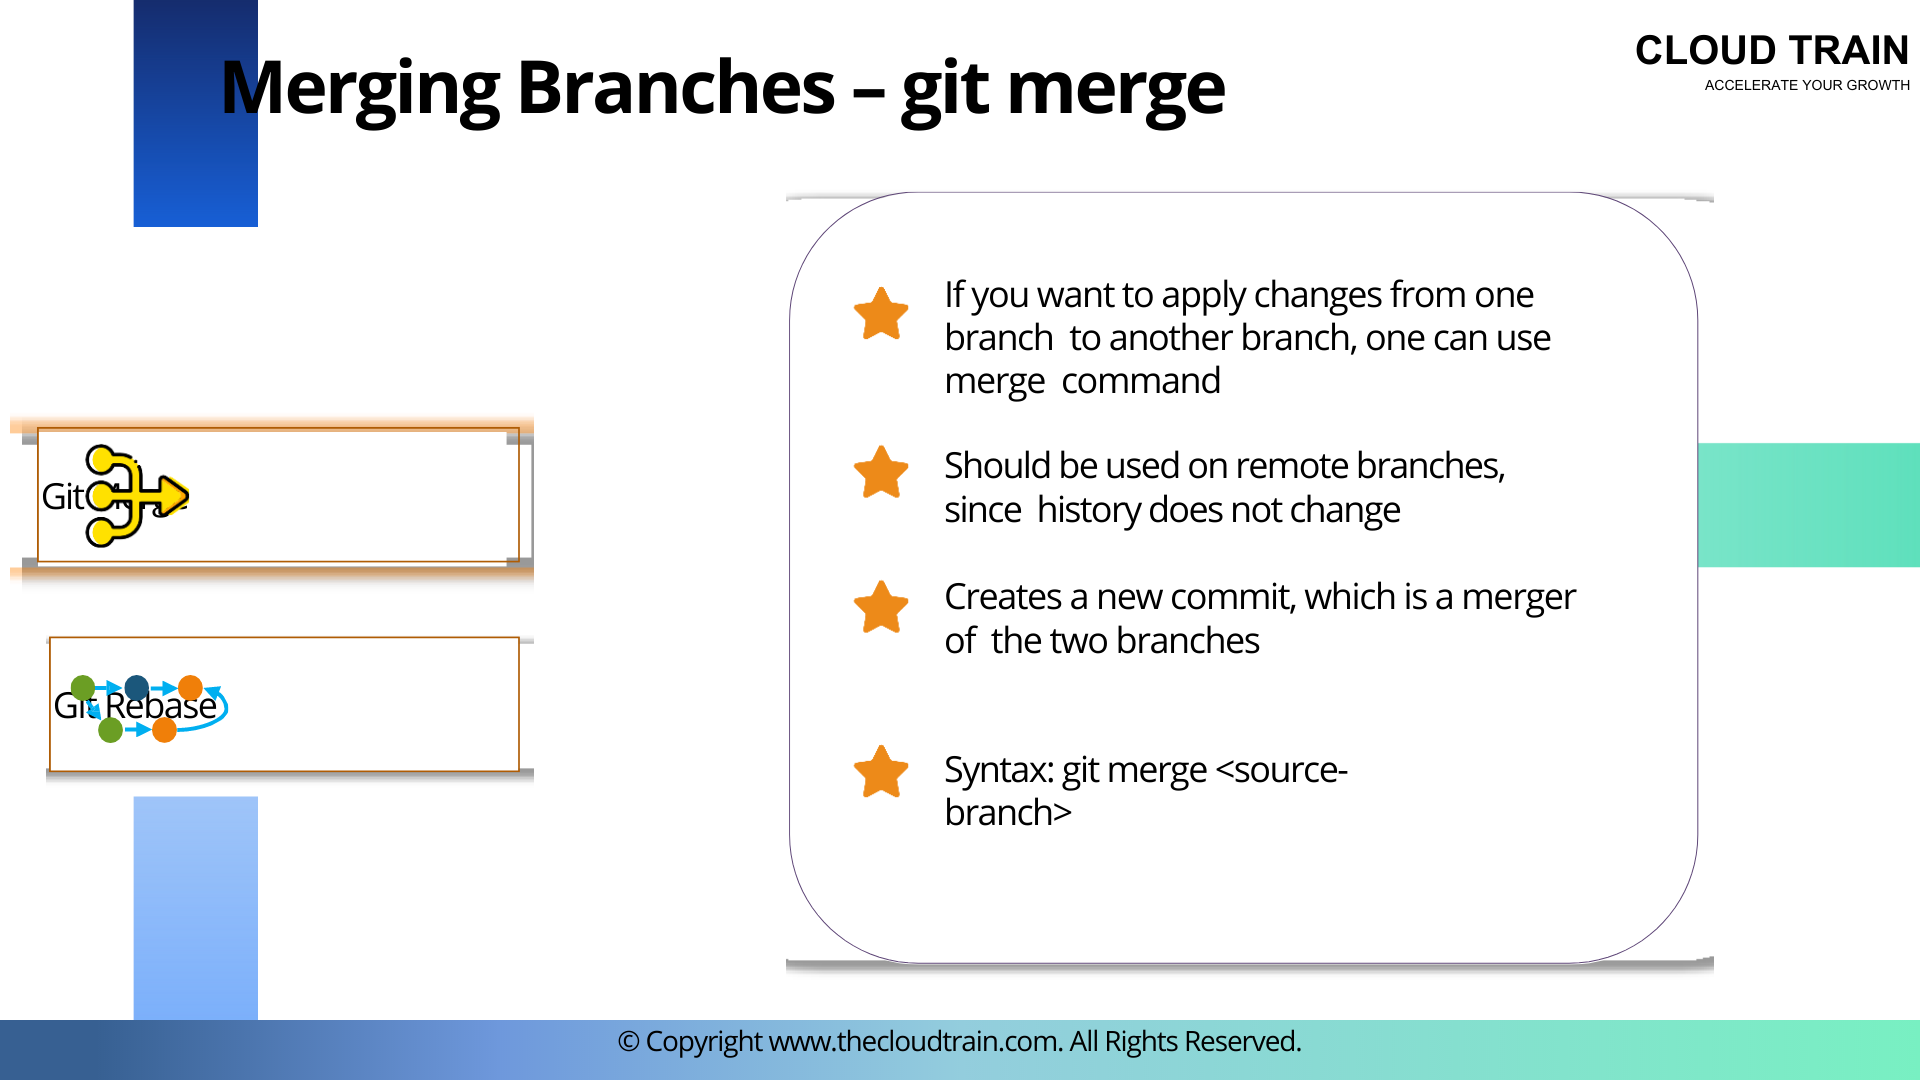 Merging Branches – git merge
CLOUD TRAIN
ACCELERATE YOUR GROWTH
If you want to apply changes from one
branch to another branch, one can use
merge command
Should be used on remote branches,
since history does not change
Creates a new commit, which is a merger
of the two branches
Syntax: git merge <source-
branch>
Git
Git Rebase
© Copyright www.thecloudtrain.com. All Rights Reserved.